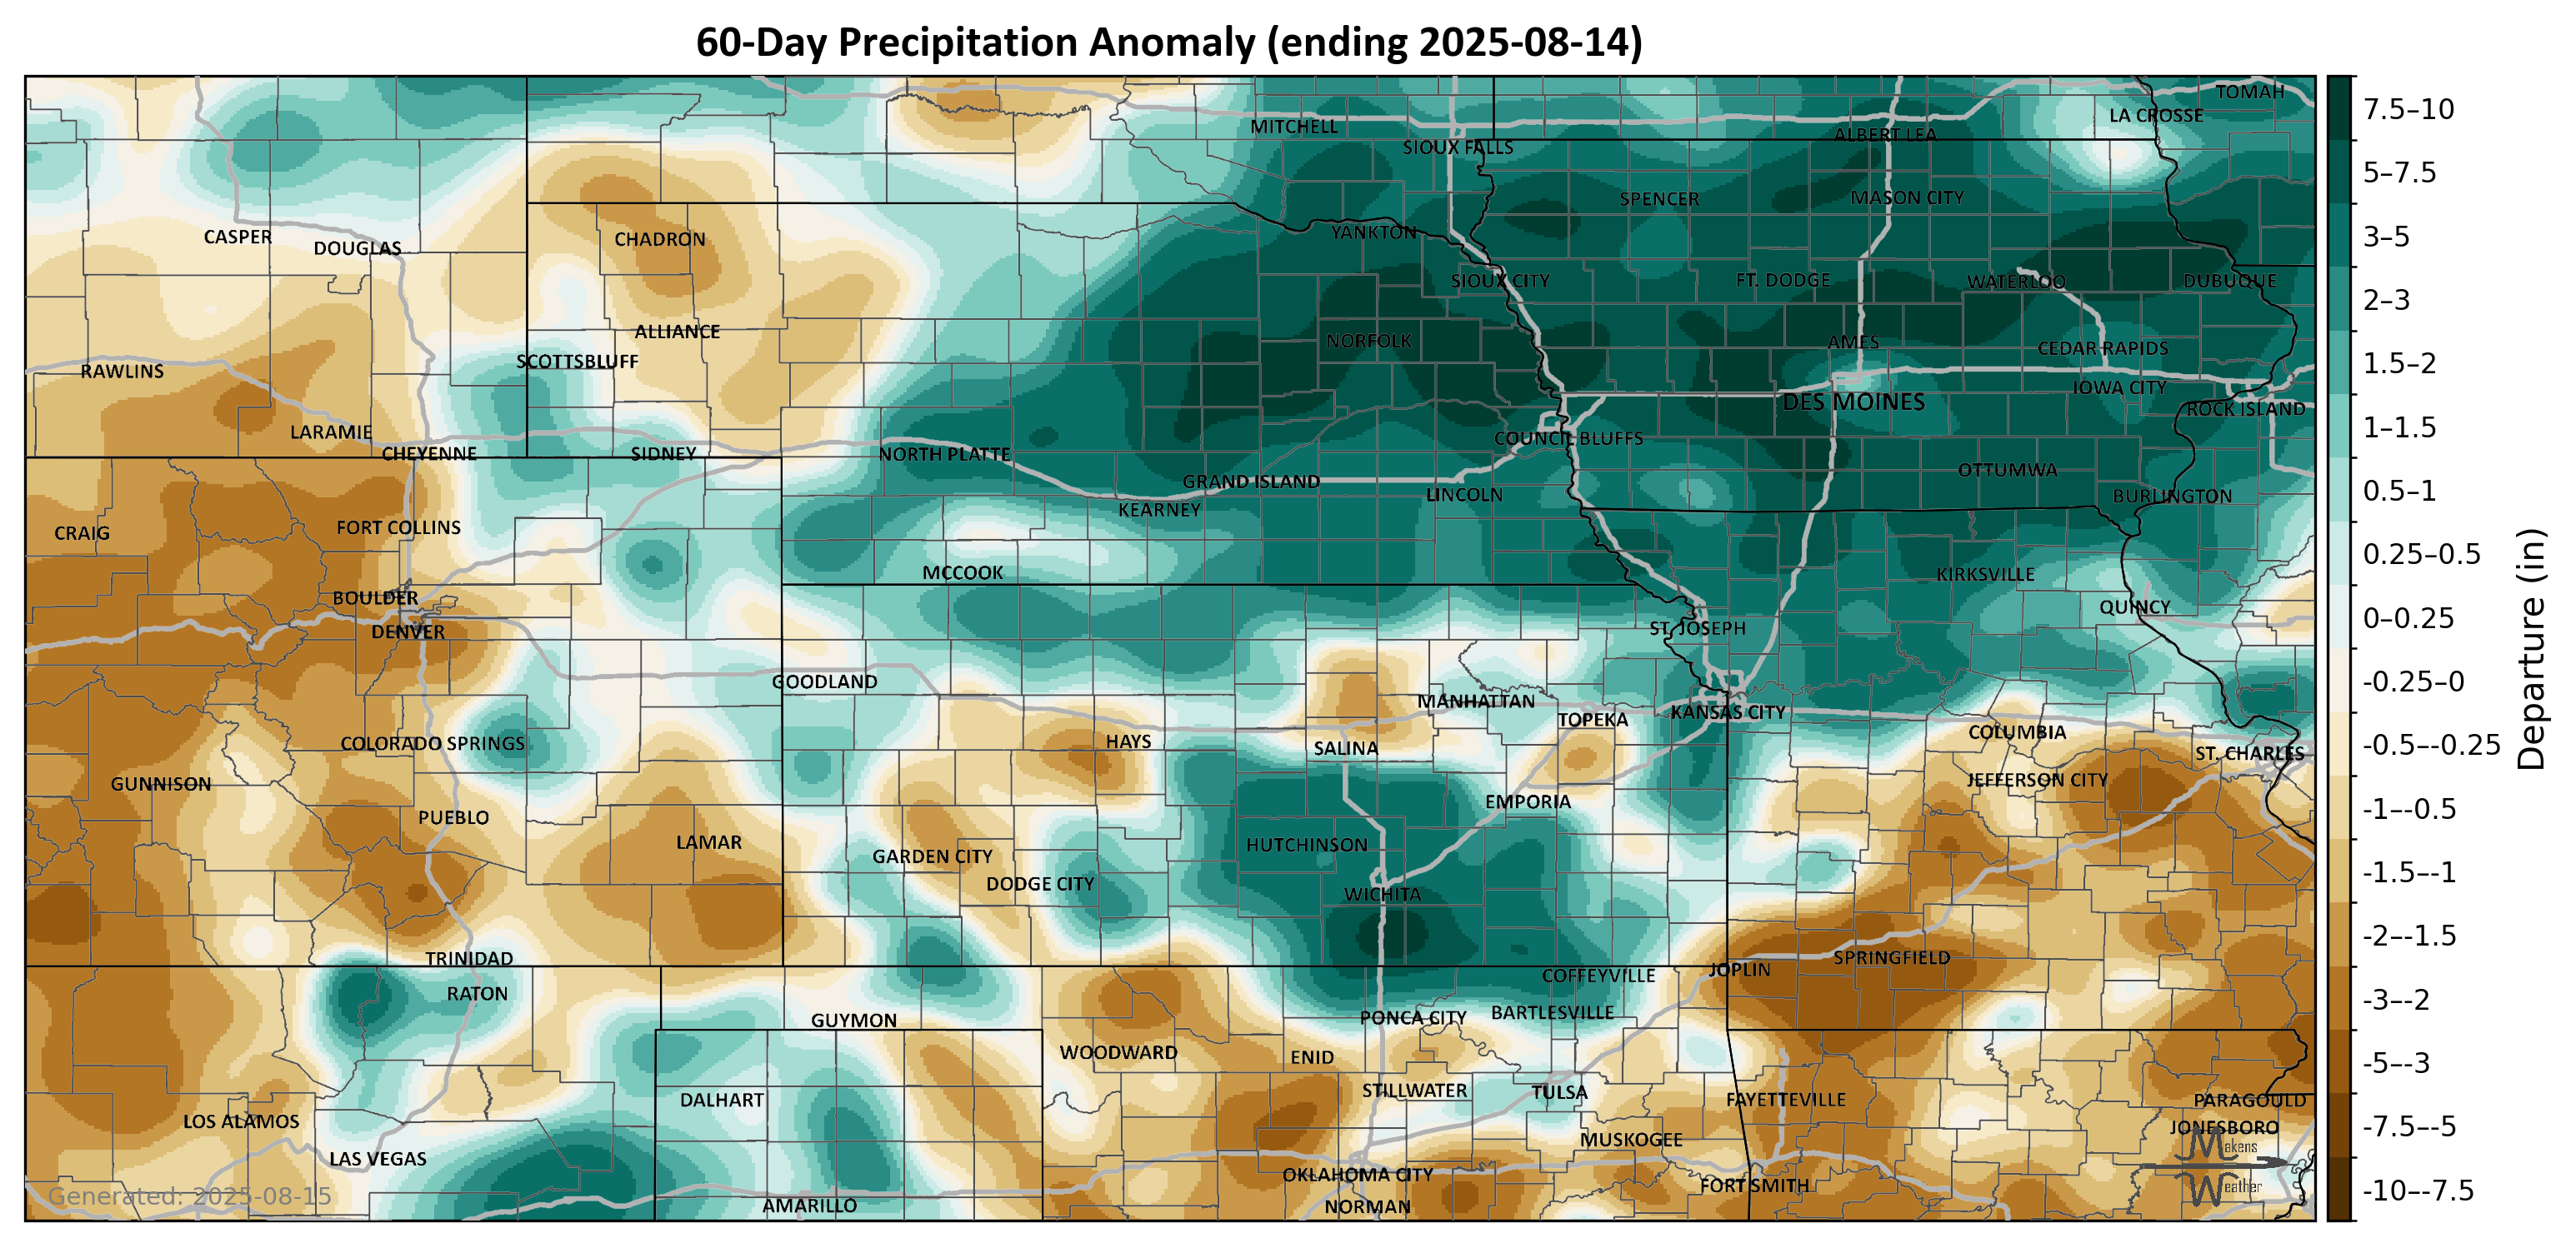 60-Day Precipitation Anomaly (ending 2025-08-14)
TOMAH
LA CROSSE
MITCHELL
ALBERT LEA
SIOUX FALLS
SPENCER
MASON CITY
YANKTON
CASPER
DOUGLAS
CHADRON
SIOUX CITY
FT. DODGE
WATERLOO
DUBUQUE
ALLIANCE
NORFOLK
AMES
CEDAR RAPIDS
SCOTTSBLUFF
RAWLINS
IOWA CITY
DES MOINES
ROCK ISLAND
LARAMIE
COUNCIL BLUFFS
CHEYENNE
SIDNEY
NORTH PLATTE
OTTUMWA
GRAND ISLAND
LINCOLN
BURLINGTON
KEARNEY
CRAIG
FORT COLLINS
MCCOOK
KIRKSVILLE
BOULDER
QUINCY
DENVER
ST. JOSEPH
GOODLAND
MANHATTAN
TOPEKA
KANSAS CITY
COLUMBIA
COLORADO SPRINGS
HAYS
SALINA
ST. CHARLES
GUNNISON
JEFFERSON CITY
EMPORIA
PUEBLO
LAMAR
HUTCHINSON
GARDEN CITY
DODGE CITY
WICHITA
TRINIDAD
SPRINGFIELD
JOPLIN
COFFEYVILLE
RATON
BARTLESVILLE
GUYMON
PONCA CITY
WOODWARD
ENID
STILLWATER
TULSA
DALHART
FAYETTEVILLE
PARAGOULD
LOS ALAMOS
JONESBORO
MUSKOGEE
LAS VEGAS
OKLAHOMA CITY
FORT SMITH
AMARILLO
NORMAN
Generated: 2025-08-15
Makens
Weather
7.5–10
5–7.5
3–5
2–3
1.5–2
1–1.5
0.5–1
0.25–0.5
0–0.25
-0.25–0
-0.5–-0.25
-1–-0.5
-1.5–-1
-2–-1.5
-3–-2
-5–-3
-7.5–-5
-10–-7.5
Departure (in)